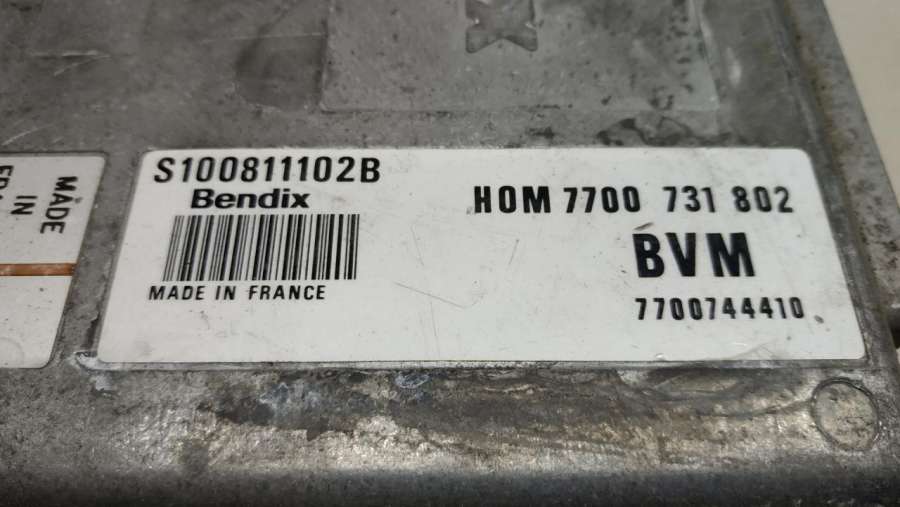 S100811102B
Bendix
MADE IN FRANCE
HOM 7700 731 802
BVM
7700744410
MADE
IN